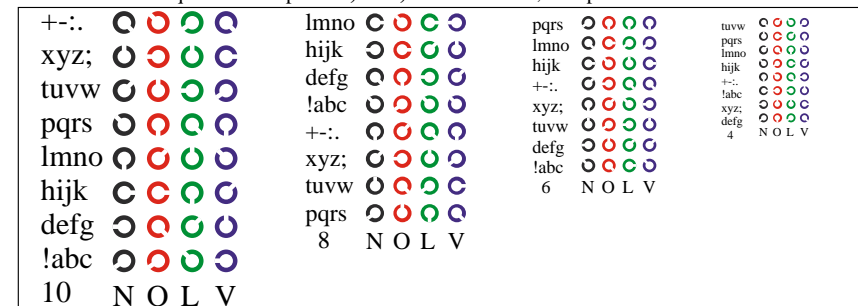 +-:.
xyz;
tuvw
pqrs
lmno
hijk
defg
!abc
10 N O L V
lmno
hijk
defg
!abc
+-:.
xyz;
tuvw
pqrs
8 N O L V
pqrs
lmno
hijk
+-:.
xyz;
tuvw
defg
!abc
6 N O L V
tuvw
pqrs
lmno
hijk
+-:.
!abc
xyz;
defg
4 N O L V